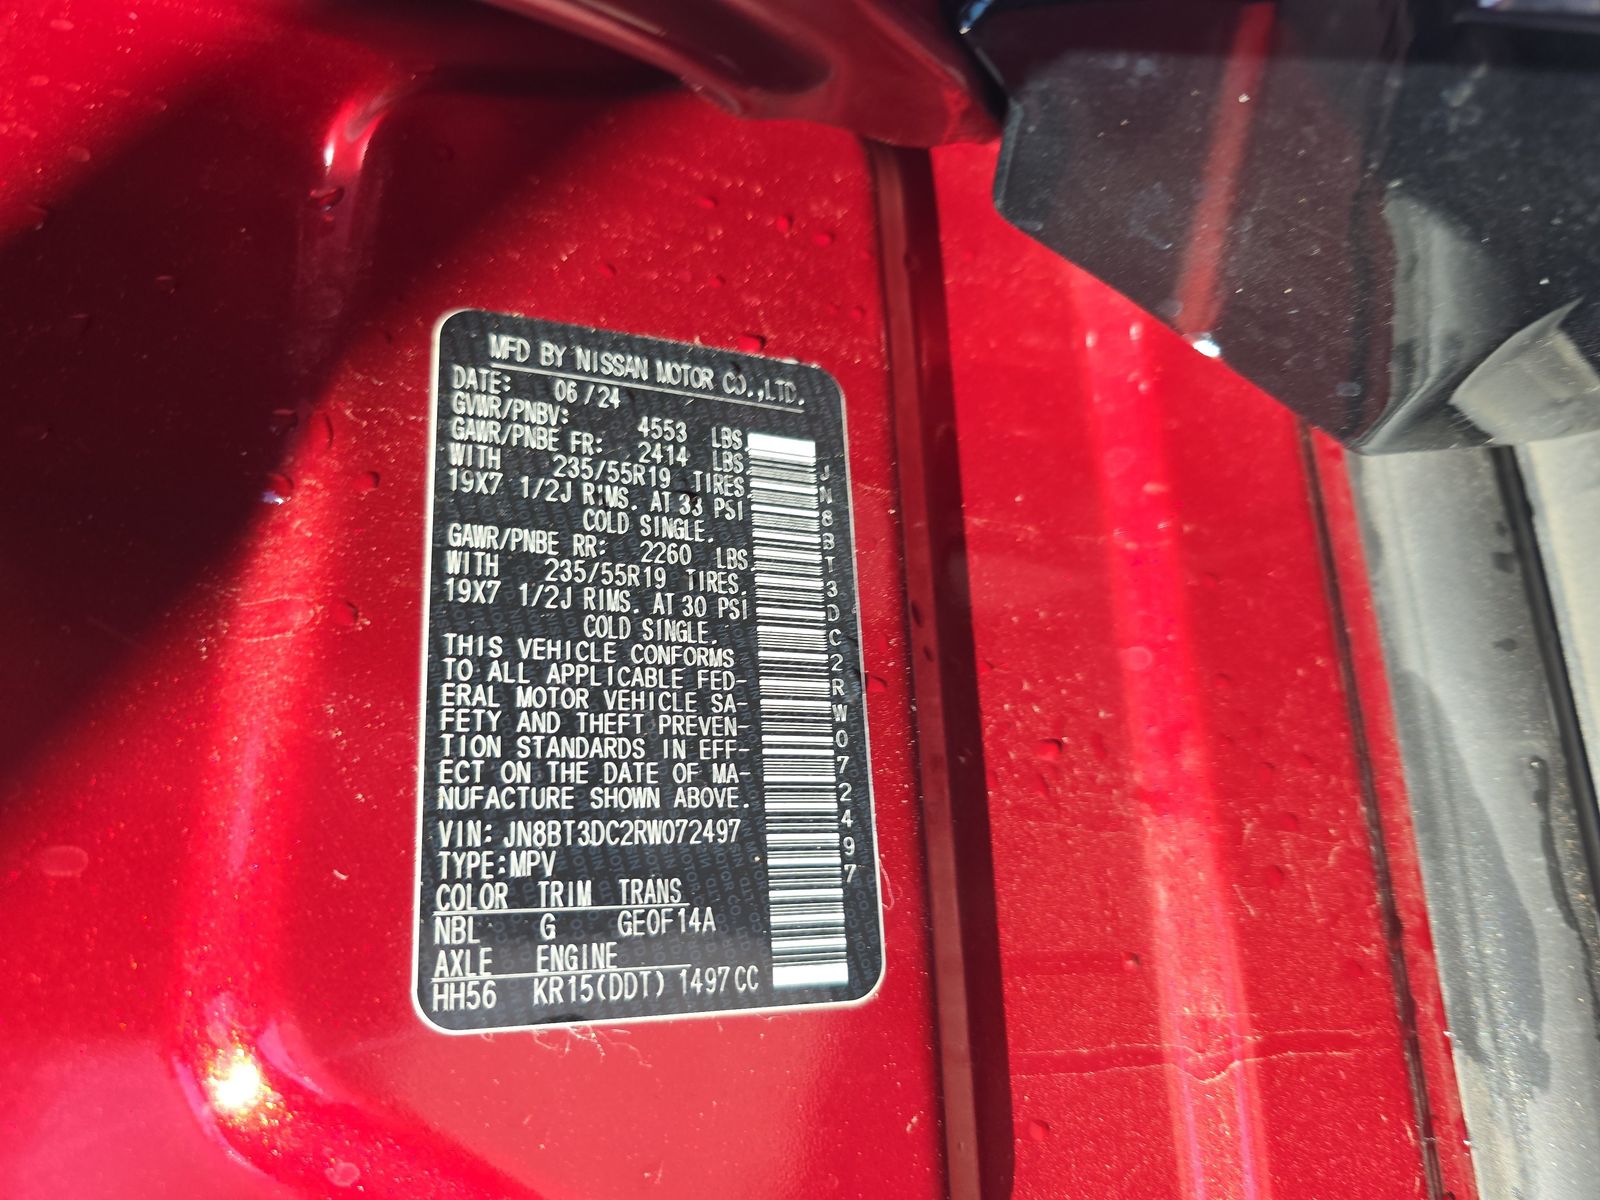 MFD BY NISSAN MOTOR CO.,LTD.
DATE: 06/24
GVWR/PNBV: 4553 LBS
GAWR/PNBE FR: 2414 LBS
WITH 235/55R19 TIRES.
19X7 1/2J RIMS. AT 33 PSI
COLD SINGLE.
GAWR/PNBE RR: 2260 LBS
WITH 235/55R19 TIRES.
19X7 1/2J RIMS. AT 30 PSI
COLD SINGLE.
THIS VEHICLE CONFORMS
TO ALL APPLICABLE FED-
ERAL MOTOR VEHICLE SA-
FETY AND THEFT PREVEN-
TION STANDARDS IN EFF-
ECT ON THE DATE OF MA-
NUFACTURE SHOWN ABOVE.
VIN: JN8BT3DC2RW072497
TYPE:MPV
COLOR TRIM TRANS
NBL G GE0F14A
AXLE ENGINE
HH56 KR15(DDT) 1497CC
JN8BT3DC2RW072497